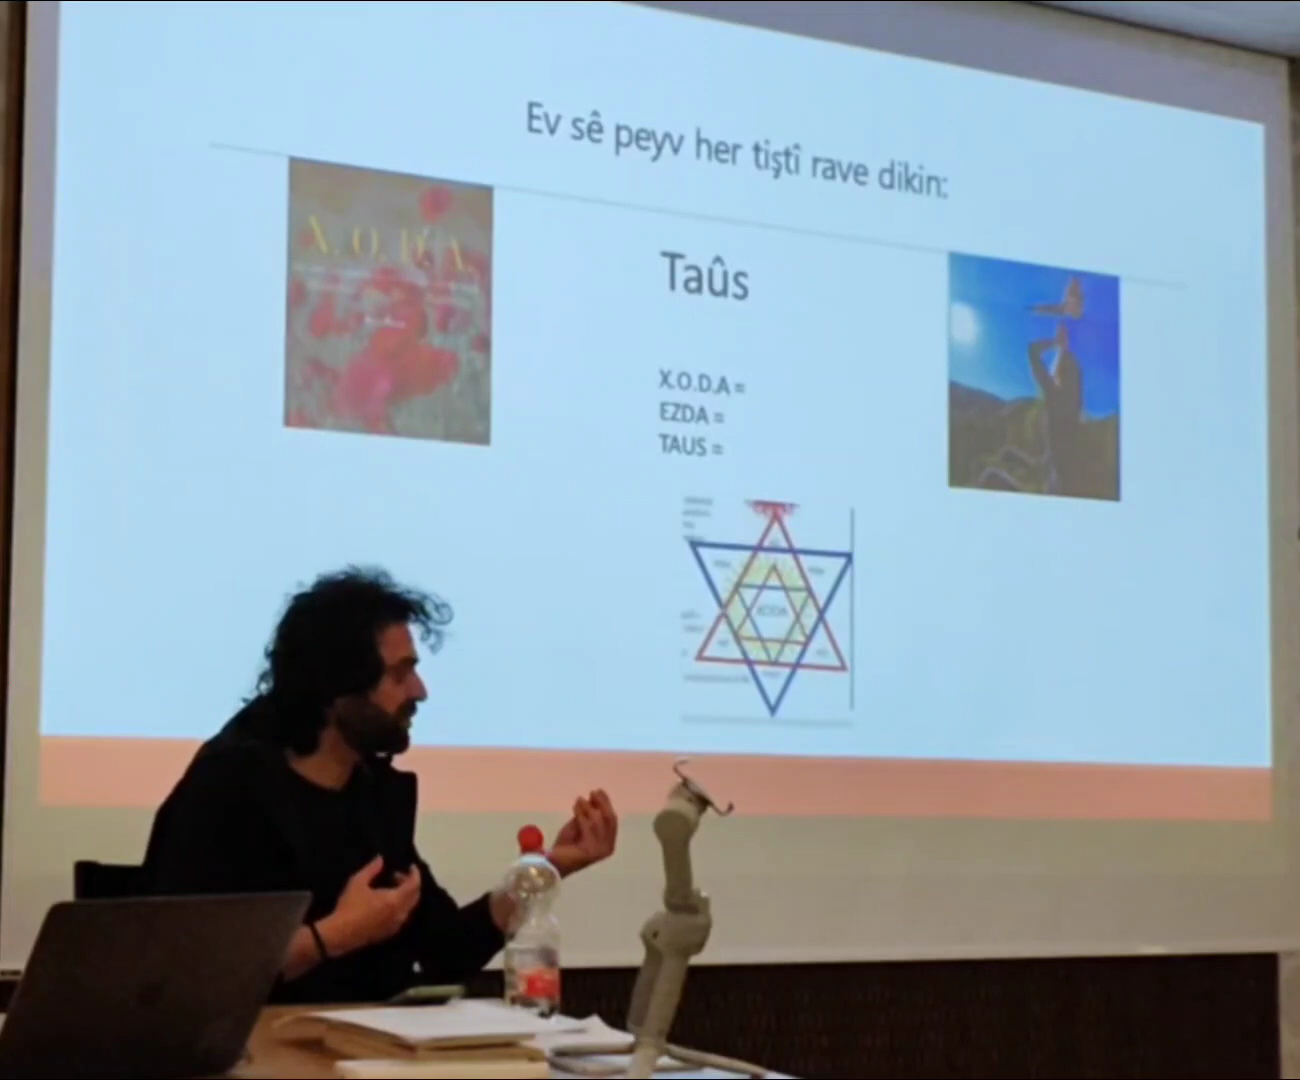 Ev sê peyv her tiştî rave dikin:
X. O. D. A.
Taûs
X.O.D.A =
EZDA =
TAUS =